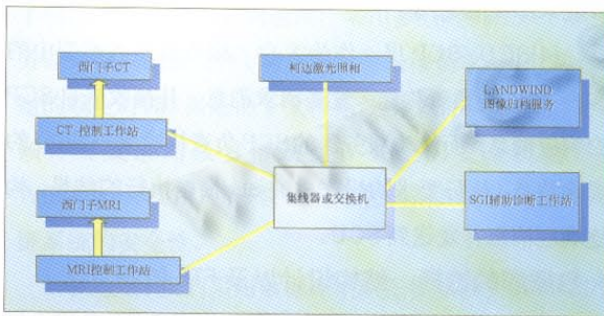 西门子CT
CT 控制工作站
西门子MRI
MRI控制工作站
柯达激光照相
集线器或交换机
LANDWIND
图像归档服务
SGI辅助诊断工作站